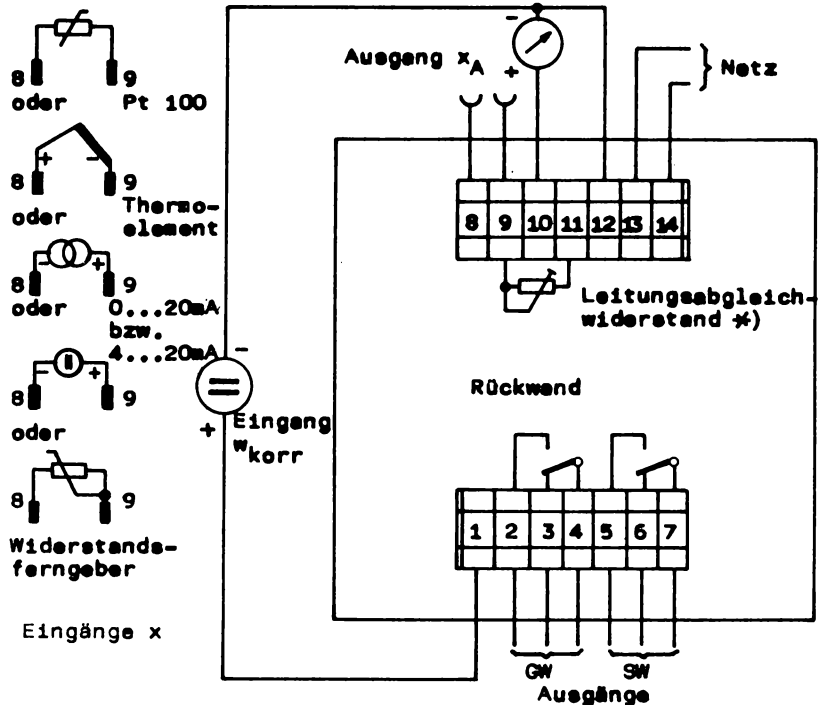 8 9
oder Pt 100
+ -
8 9
oder Thermo-
element
- +
8 9
oder 0...20mA
bzw.
4...20mA
- +
8 9
oder
8 9
Widerstands-
ferngeber
Eingänge x
-
+ Eingang
wkorr
Ausgang xA
-
+
Netz
8 9 10 11 12 13 14
Leitungsabgleich-
widerstand *)
Rückwand
1 2 3 4 5 6 7
GW SW
Ausgänge